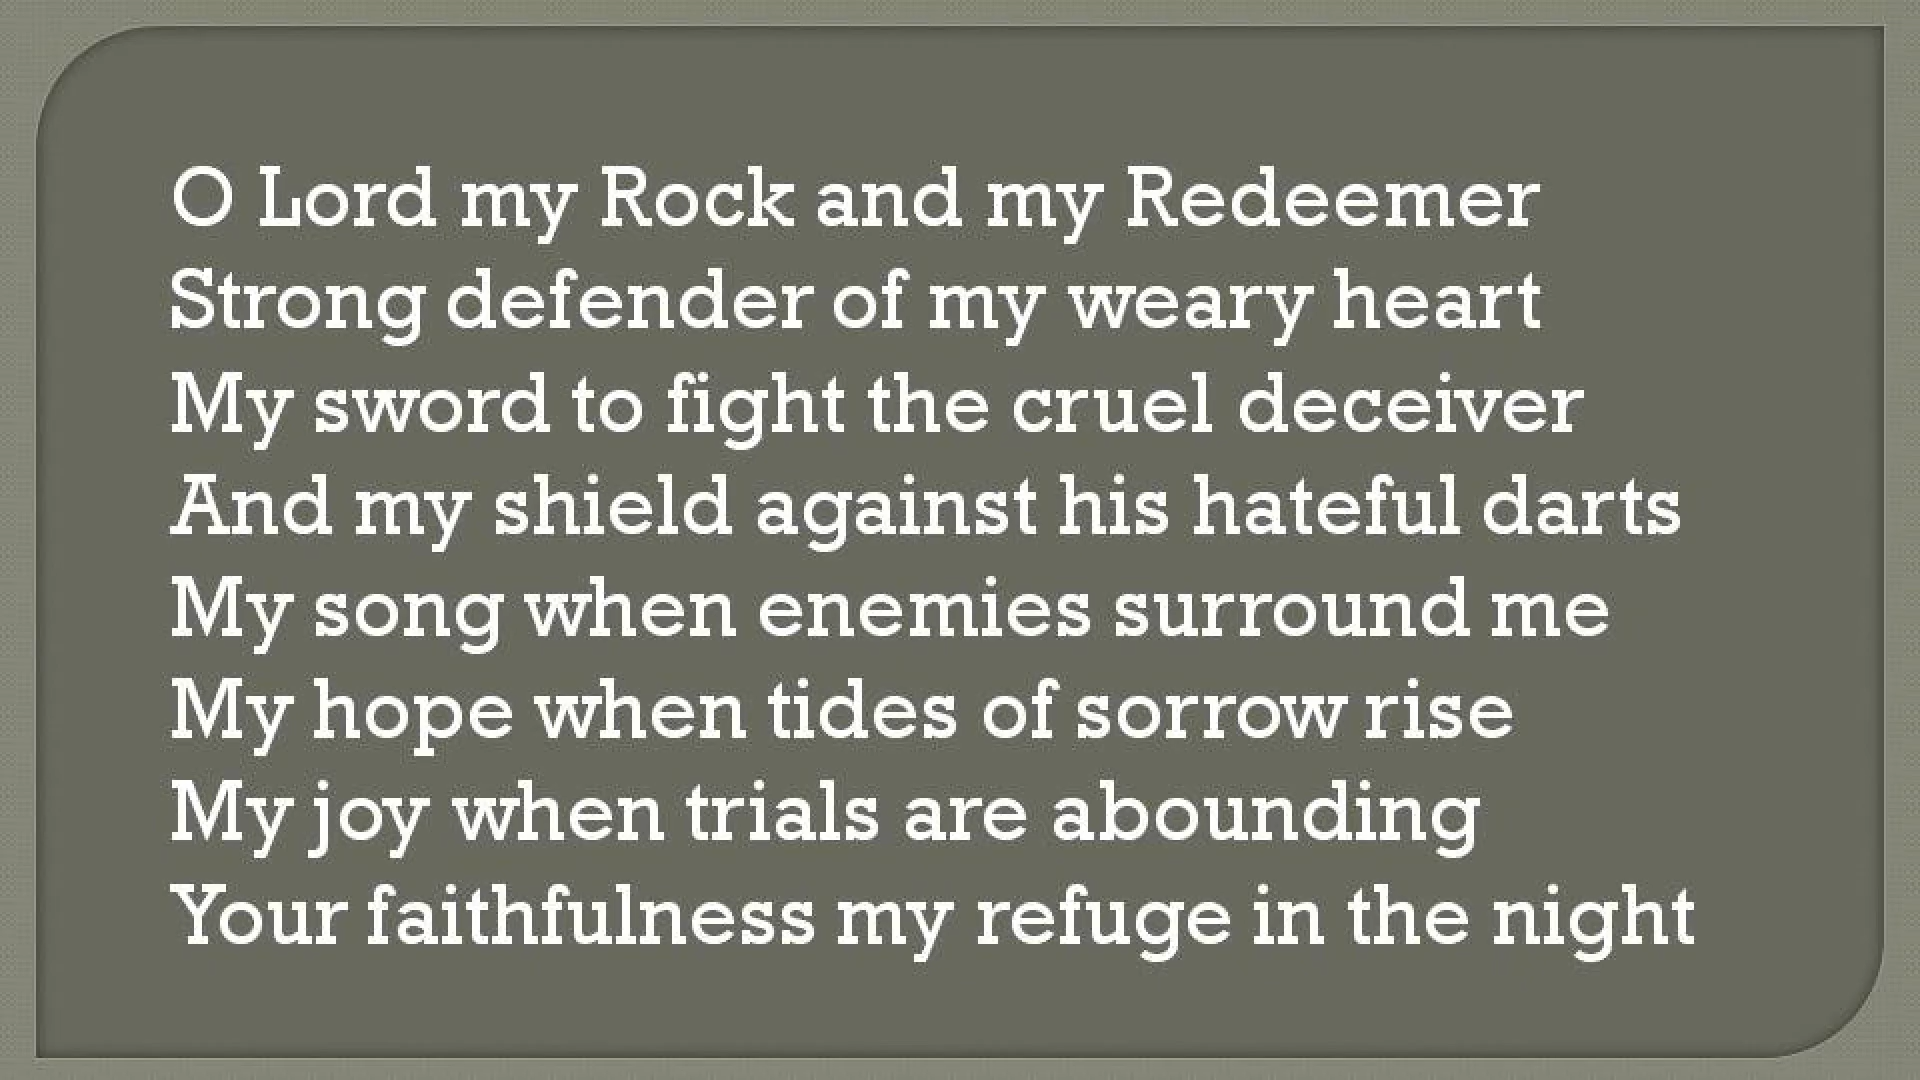 O Lord my Rock and my Redeemer
Strong defender of my weary heart
My sword to fight the cruel deceiver
And my shield against his hateful darts
My song when enemies surround me
My hope when tides of sorrow rise
My joy when trials are abounding
Your faithfulness my refuge in the night